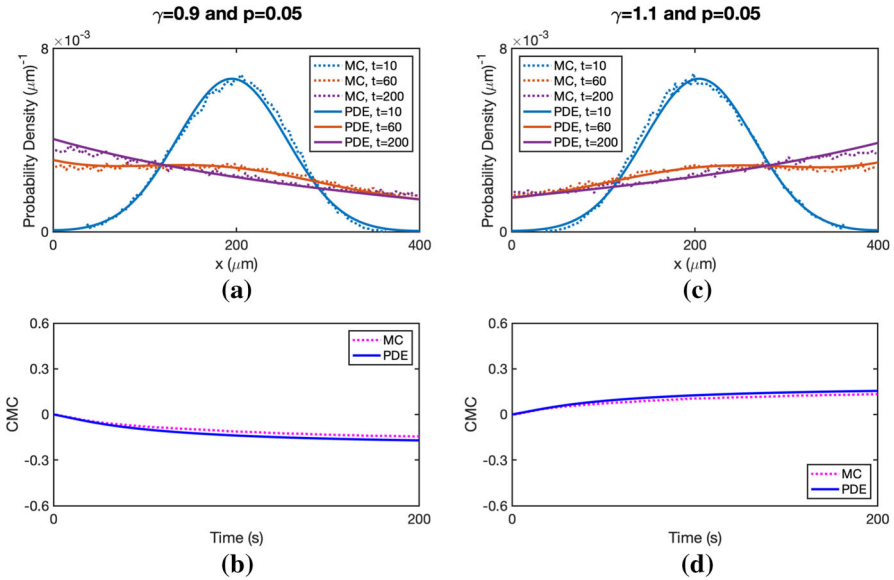 γ=0.9 and p=0.05
×10⁻³
8
0
Probability Density (μm)⁻¹
MC, t=10
MC, t=60
MC, t=200
PDE, t=10
PDE, t=60
PDE, t=200
0 200 400
x (μm)
(a)
γ=1.1 and p=0.05
×10⁻³
8
0
Probability Density (μm)⁻¹
MC, t=10
MC, t=60
MC, t=200
PDE, t=10
PDE, t=60
PDE, t=200
0 200 400
x (μm)
(c)
0.6
0.3
0
-0.3
-0.6
CMC
MC
PDE
0 200
Time (s)
(b)
0.6
0.3
0
-0.3
-0.6
CMC
MC
PDE
0 200
Time (s)
(d)